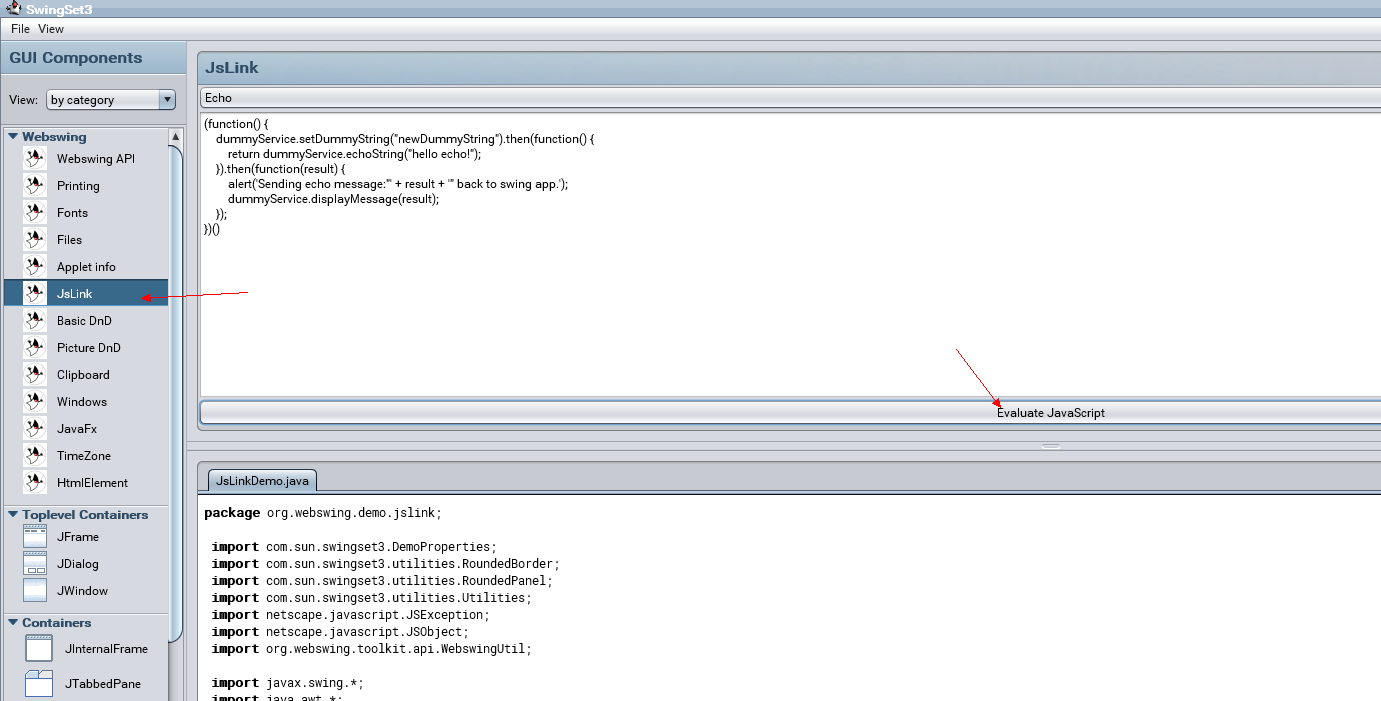 SwingSet3
File View
GUI Components
View: by category
Webswing
Webswing API
Printing
Fonts
Files
Applet info
JsLink
Basic DnD
Picture DnD
Clipboard
Windows
JavaFx
TimeZone
HtmlElement
Toplevel Containers
JFrame
JDialog
JWindow
Containers
JInternalFrame
JTabbedPane
JsLink
Echo
(function() {
dummyService.setDummyString("newDummyString").then(function() {
return dummyService.echoString("hello echo!");
}).then(function(result) {
alert('Sending echo message:"' + result + '" back to swing app.');
dummyService.displayMessage(result);
});
})()
Evaluate JavaScript
JsLinkDemo.java
package org.webswing.demo.jslink;
import com.sun.swingset3.DemoProperties;
import com.sun.swingset3.utilities.RoundedBorder;
import com.sun.swingset3.utilities.RoundedPanel;
import com.sun.swingset3.utilities.Utilities;
import netscape.javascript.JSException;
import netscape.javascript.JSObject;
import org.webswing.toolkit.api.WebswingUtil;
import javax.swing.*;
import java.awt.*;